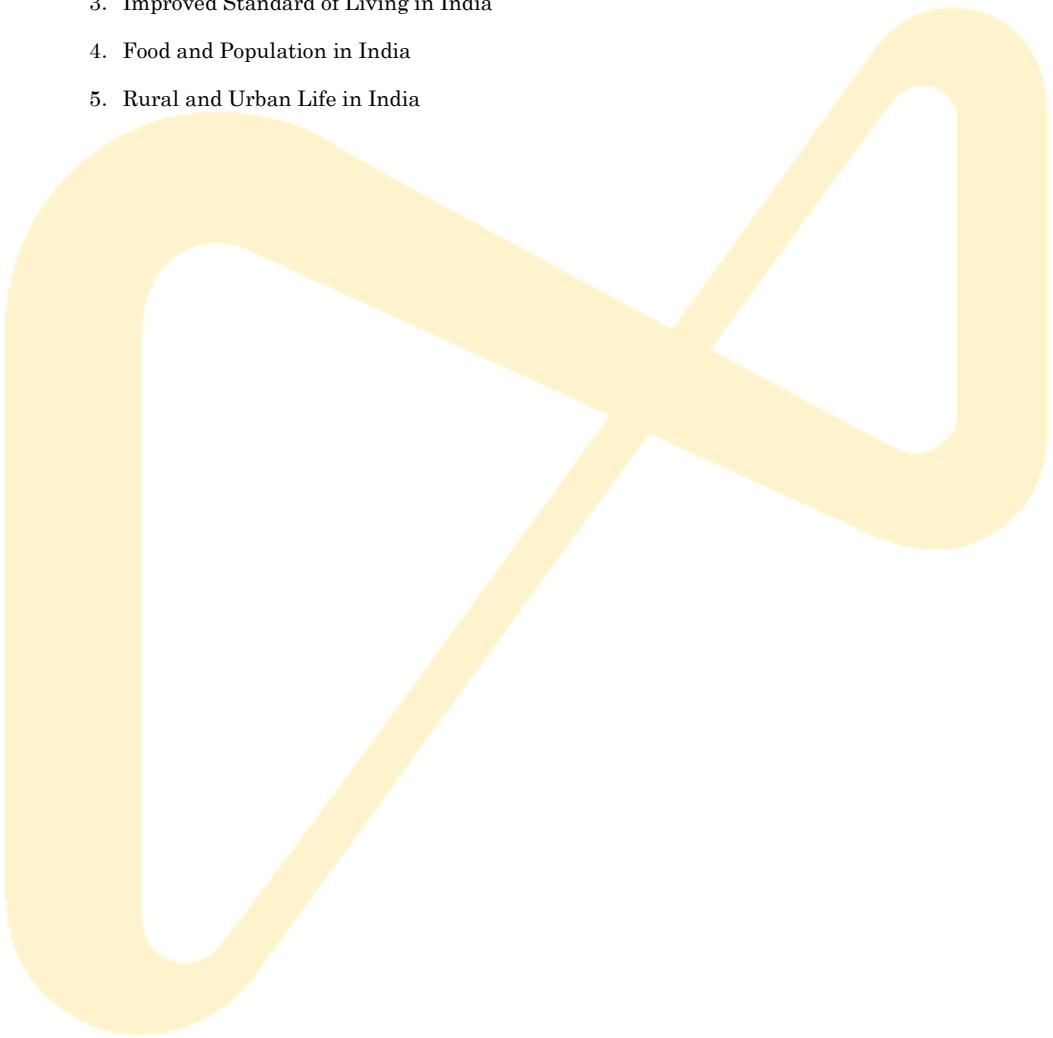 3. Improved Standard of Living in India
4. Food and Population in India
5. Rural and Urban Life in India